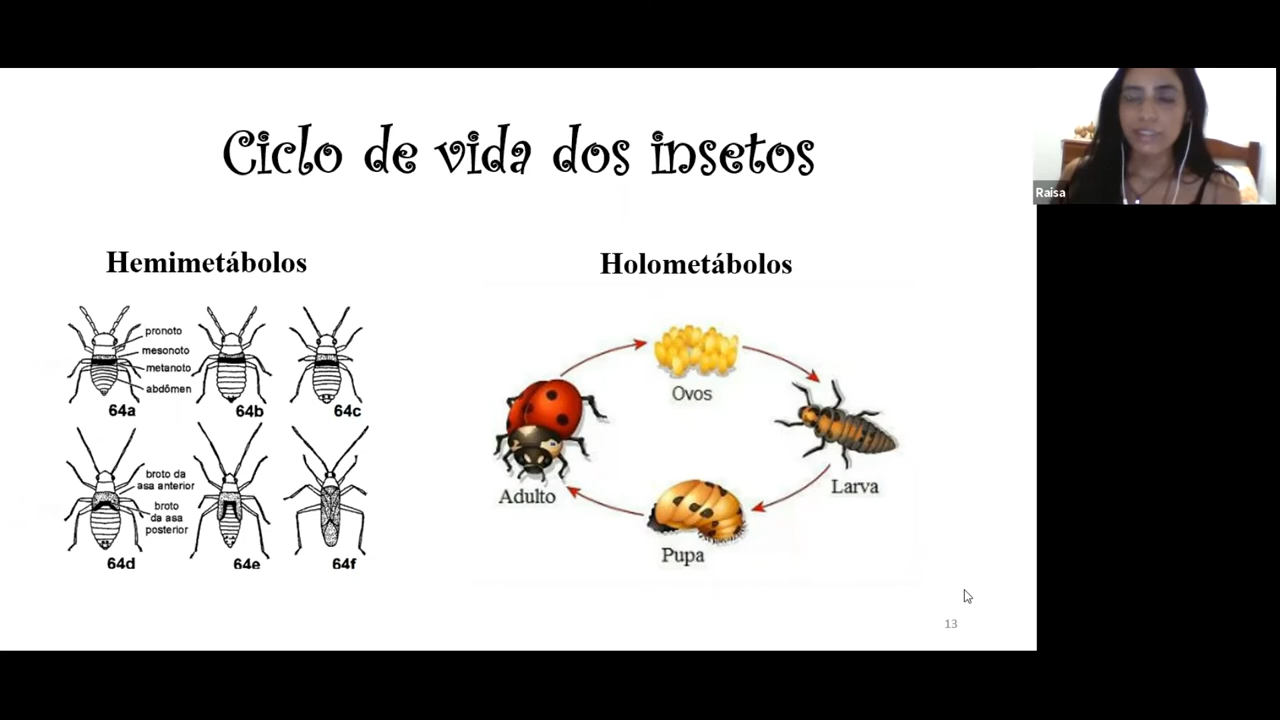 Ciclo de vida dos insetos
Raísa
Hemimetábolos
Holometábolos
pronoto
mesonoto
metanoto
abdômen
64a
64b
64c
broto da
asa anterior
broto
da asa
posterior
64d
64e
64f
Ovos
Larva
Pupa
Adulto
13